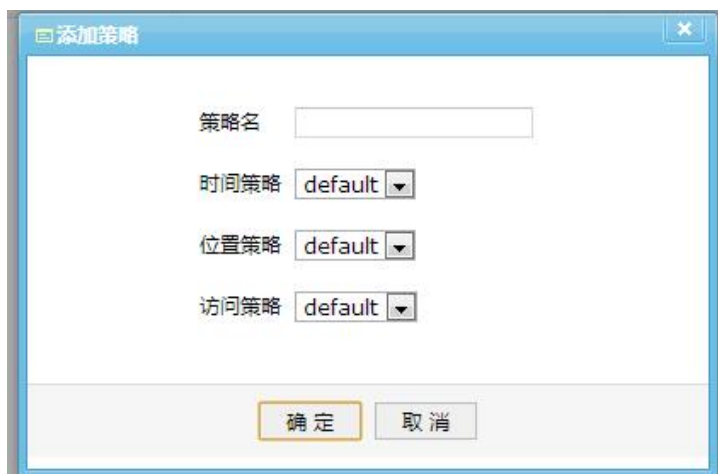 添加策略
策略名
时间策略 default
位置策略 default
访问策略 default
确 定 取 消